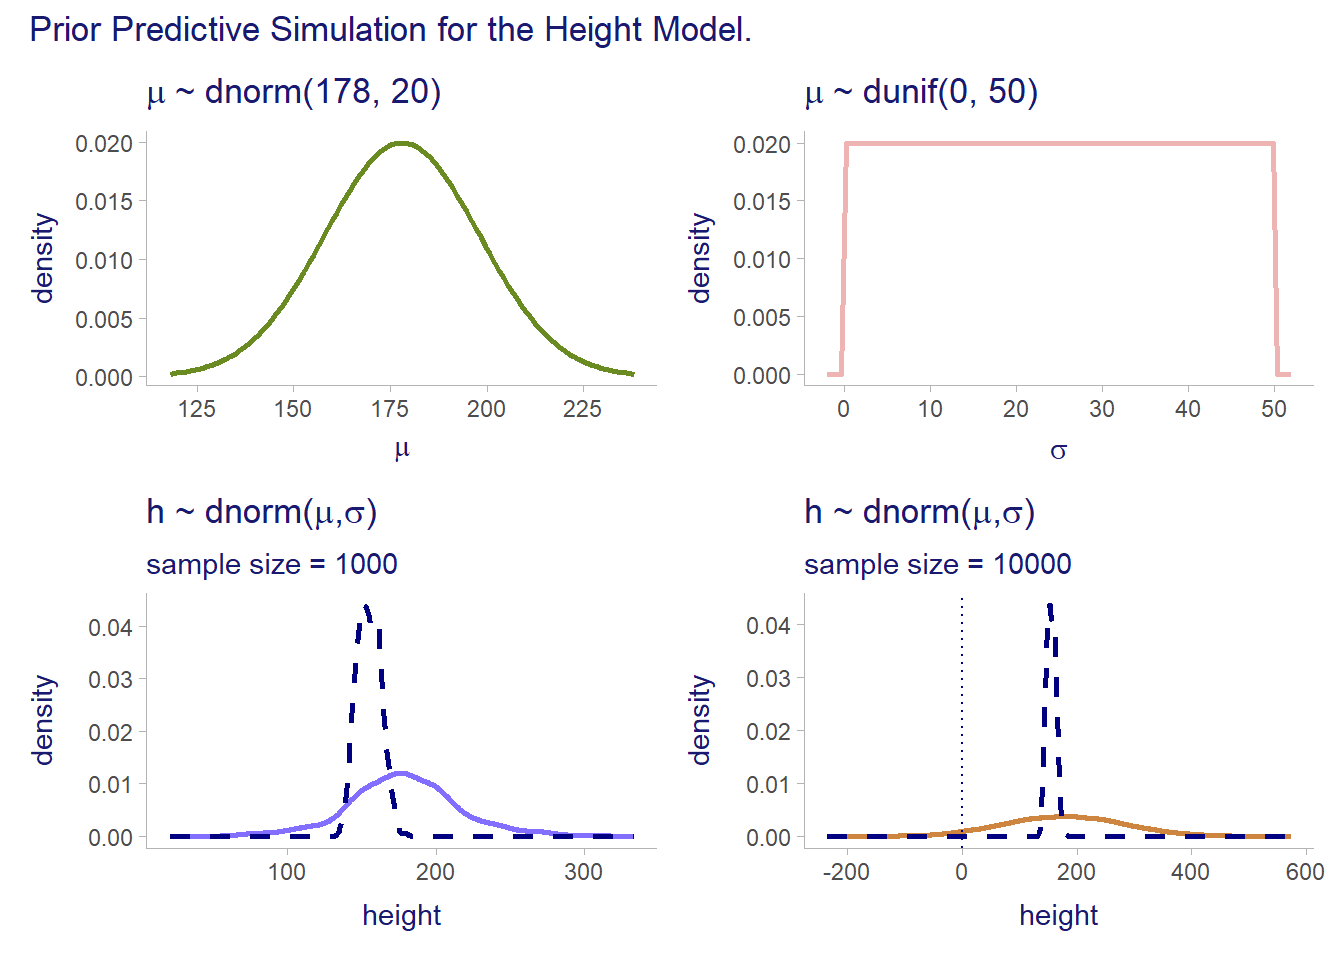 Prior Predictive Simulation for the Height Model.
μ ~ dnorm(178, 20)
density
0.020
0.015
0.010
0.005
0.000
125 150 175 200 225
μ
μ ~ dunif(0, 50)
density
0.020
0.015
0.010
0.005
0.000
0 10 20 30 40 50
σ
h ~ dnorm(μ,σ)
sample size = 1000
density
0.04
0.03
0.02
0.01
0.00
100 200 300
height
h ~ dnorm(μ,σ)
sample size = 10000
density
0.04
0.03
0.02
0.01
0.00
-200 0 200 400 600
height